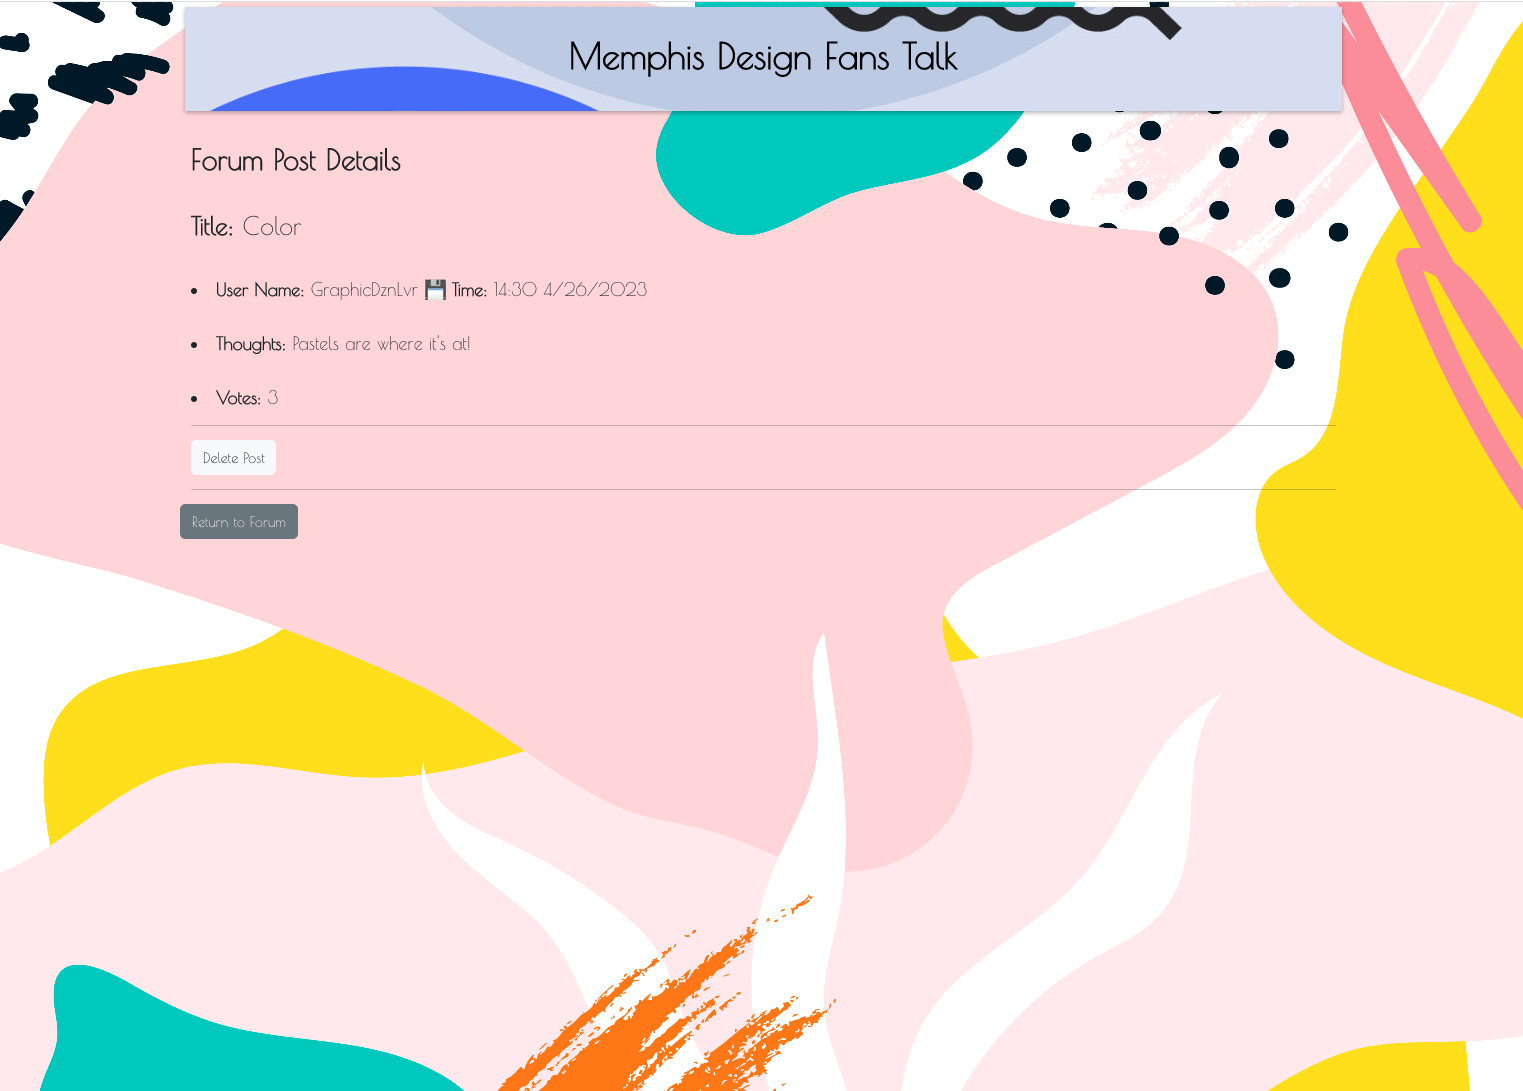 Memphis Design Fans Talk
Forum Post Details
Title: Color
User Name: GraphicDznLvr 💾 Time: 14:30 4/26/2023
Thoughts: Pastels are where it's at!
Votes: 3
Delete Post
Return to Forum